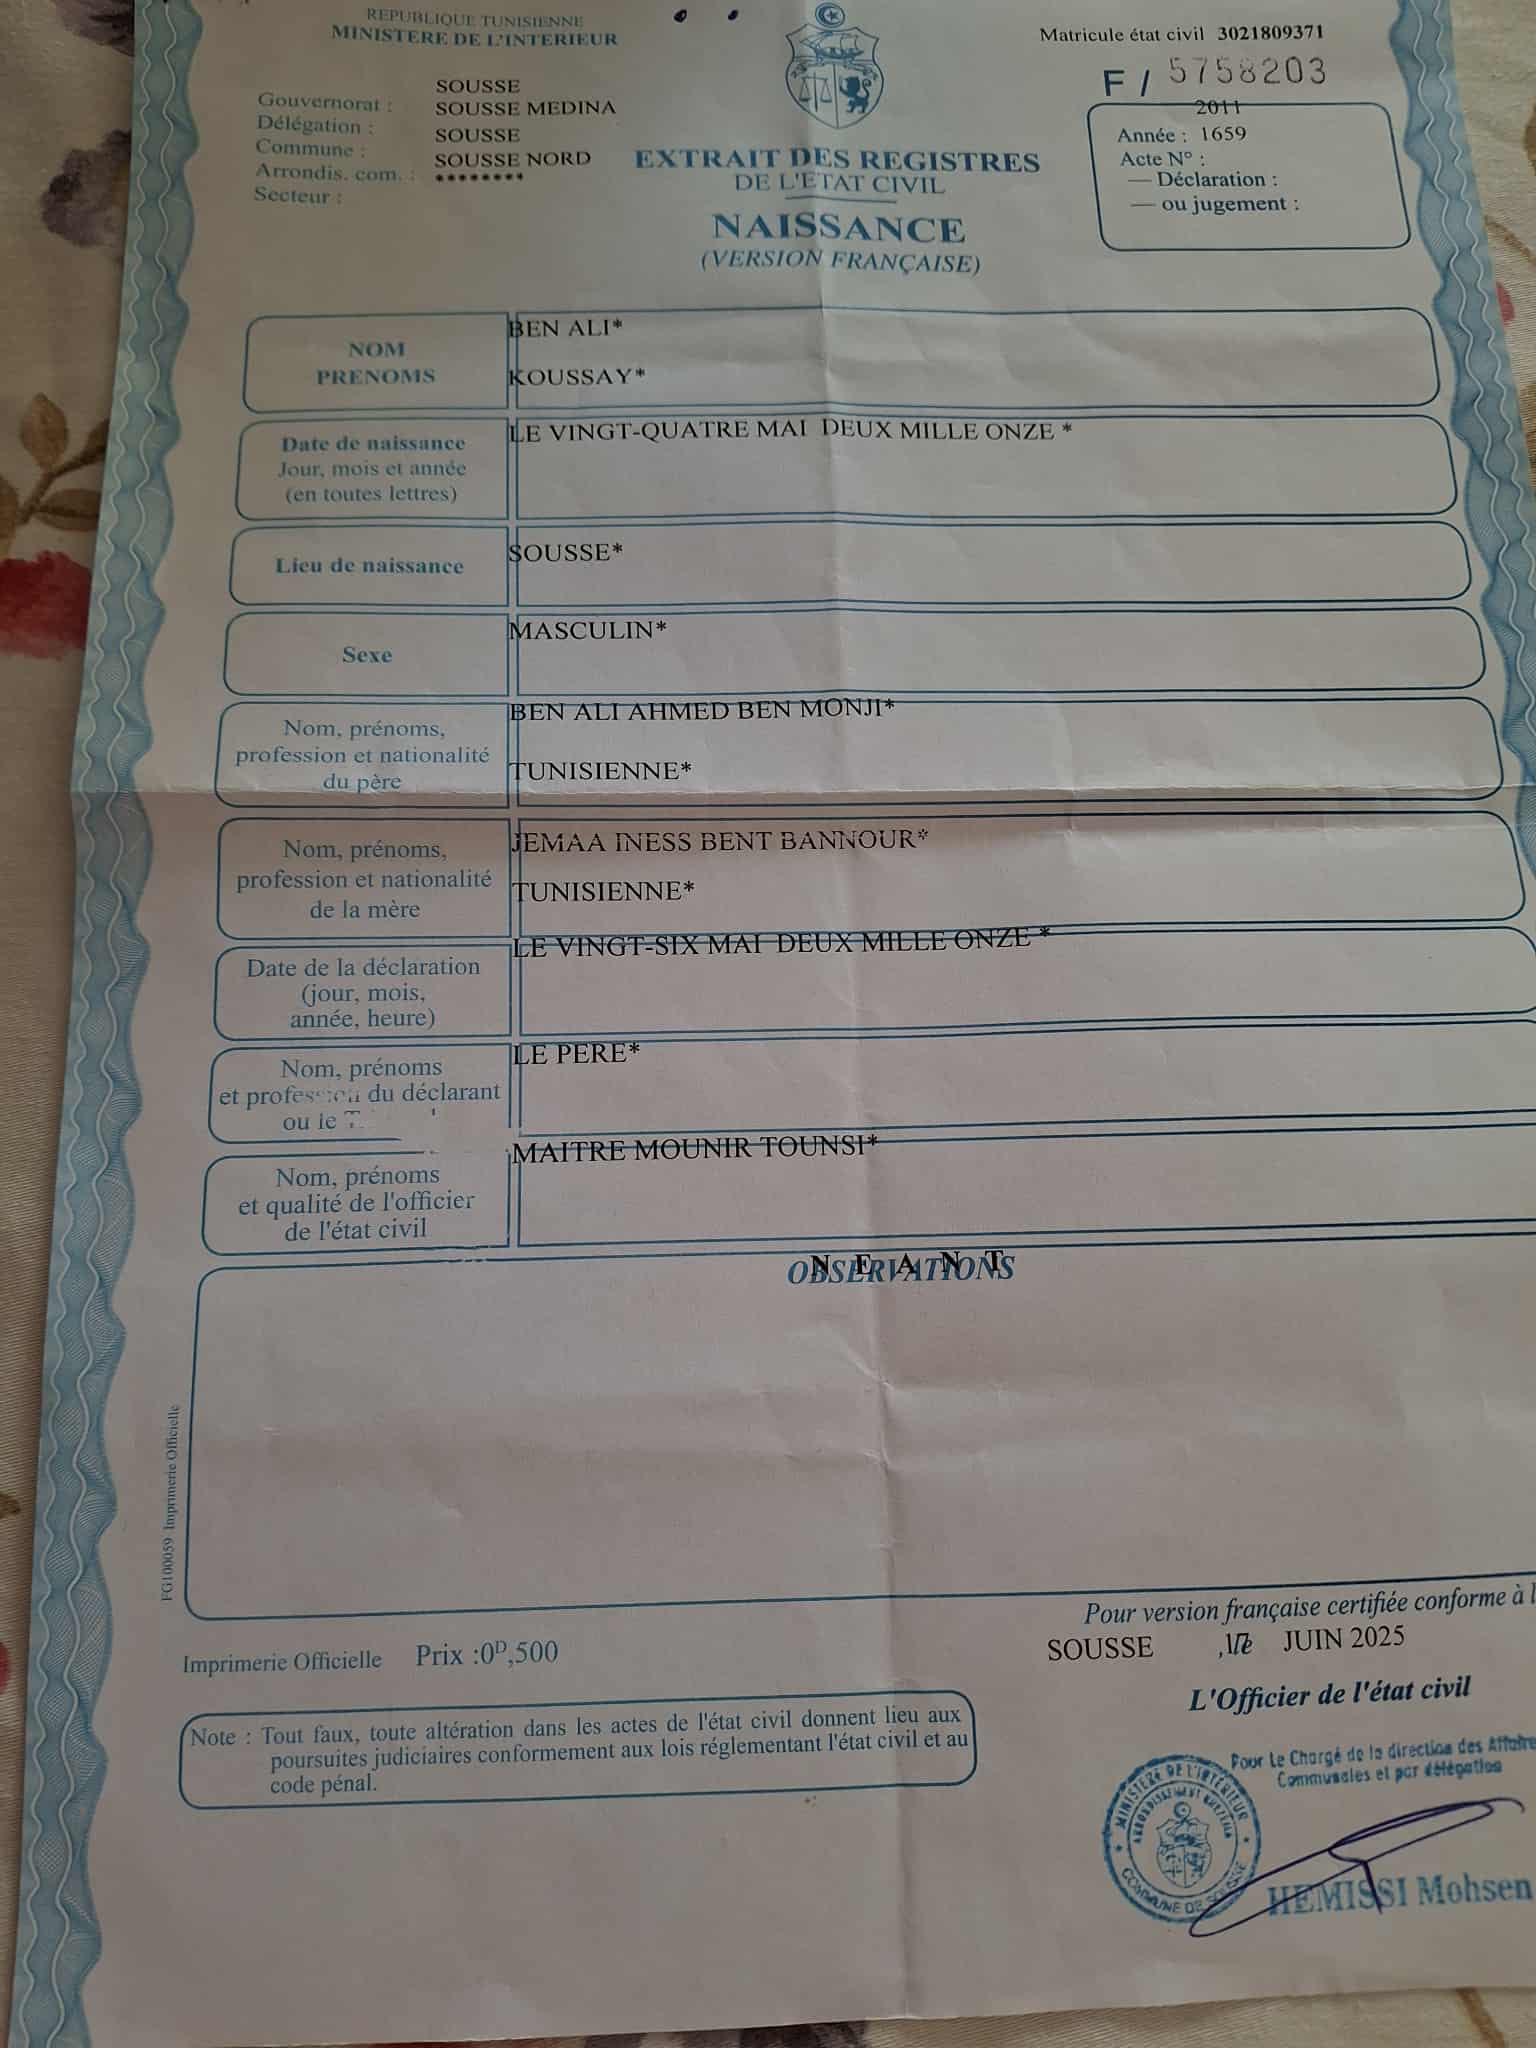 REPUBLIQUE TUNISIENNE
MINISTERE DE L'INTERIEUR
Matricule état civil 3021809371
F / 5758203
Gouvernorat : SOUSSE
Délégation : SOUSSE MEDINA
Commune : SOUSSE
Arrondis. com. : SOUSSE NORD
Secteur : ********
2011
Année : 1659
Acte N° :
— Déclaration :
— ou jugement :
EXTRAIT DES REGISTRES
DE L'ETAT CIVIL
NAISSANCE
(VERSION FRANÇAISE)
NOM BEN ALI*
PRENOMS KOUSSAY*
Date de naissance LE VINGT-QUATRE MAI DEUX MILLE ONZE *
Jour, mois et année
(en toutes lettres)
Lieu de naissance SOUSSE*
Sexe MASCULIN*
Nom, prénoms, BEN ALI AHMED BEN MONJI*
profession et nationalité TUNISIENNE*
du père
Nom, prénoms, JEMAA INESS BENT BANNOUR*
profession et nationalité TUNISIENNE*
de la mère
Date de la déclaration LE VINGT-SIX MAI DEUX MILLE ONZE *
(jour, mois,
année, heure)
Nom, prénoms LE PERE*
et profession du déclarant
ou le
Nom, prénoms MAITRE MOUNIR TOUNSI*
et qualité de l'officier
de l'état civil
OBSERVATIONS
N E A N T
FG100059 Imprimerie Officielle
Pour version française certifiée conforme à
Imprimerie Officielle Prix :0D,500
SOUSSE , JUIN 2025
L'Officier de l'état civil
Note : Tout faux, toute altération dans les actes de l'état civil donnent lieu aux
poursuites judiciaires conformement aux lois réglementant l'état civil et au
code pénal.
Pour Le Chargé de la direction des
Communales et par délégation
MINISTERE DE L'INTERIEUR
COMMUNE DE SOUSSE
HEMISSI Mohsen